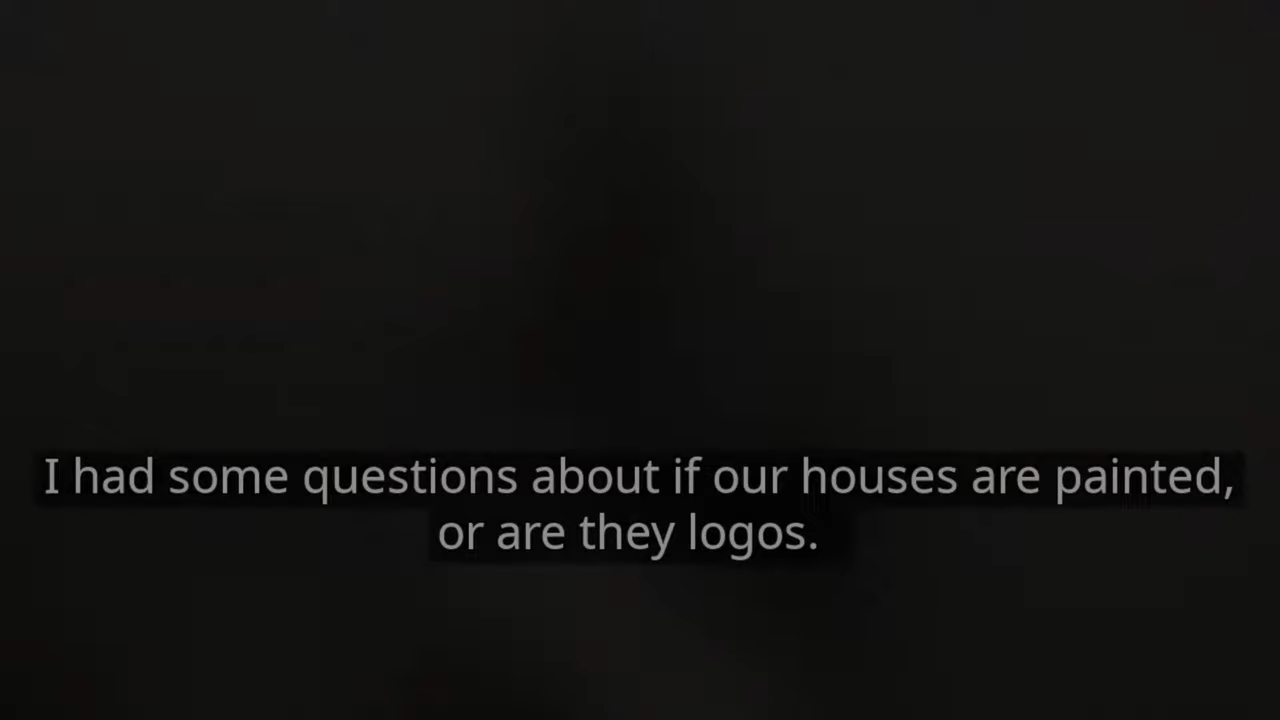 I had some questions about if our houses are painted,
or are they logos.